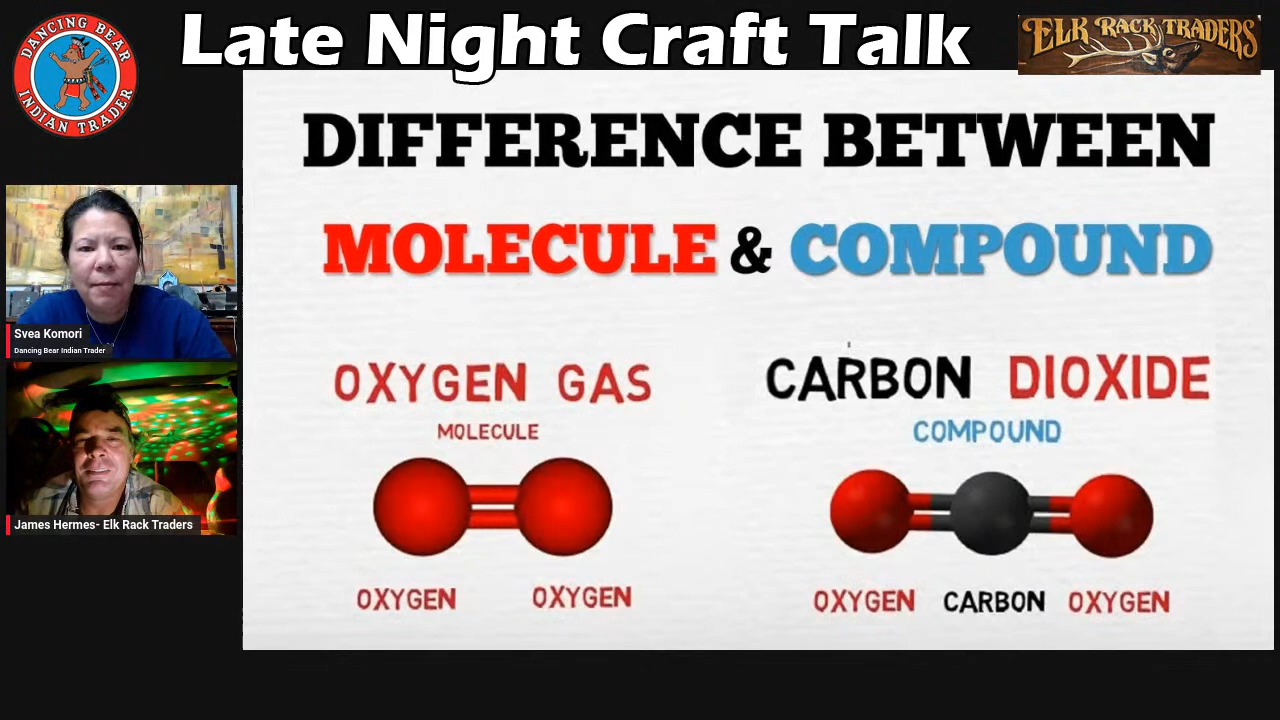 DANCING BEAR
INDIAN TRADER
Late Night Craft Talk
ELK RACK TRADERS
Svea Komori
Dancing Bear Indian Trader
James Hermes- Elk Rack Traders
DIFFERENCE BETWEEN
MOLECULE & COMPOUND
OXYGEN GAS
MOLECULE
OXYGEN OXYGEN
CARBON DIOXIDE
COMPOUND
OXYGEN CARBON OXYGEN